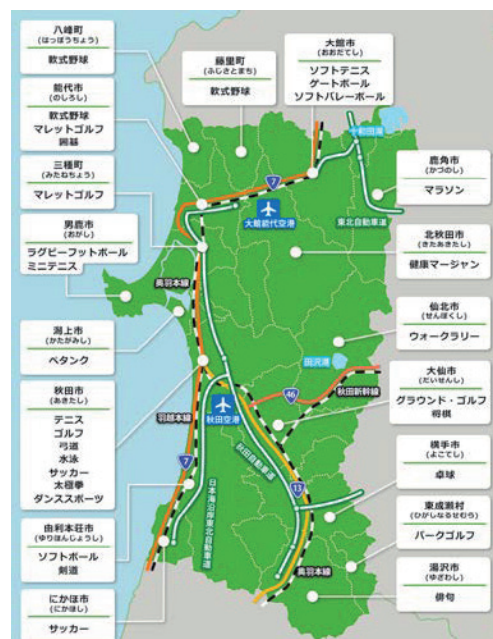 八峰町
(はっぽうちょう)
軟式野球
能代市
(のしろし)
軟式野球
マレットゴルフ
囲碁
三種町
(みたねちょう)
マレットゴルフ
男鹿市
(おがし)
ラグビーフットボール
ミニテニス
潟上市
(かたがみし)
ペタンク
秋田市
(あきたし)
テニス
ゴルフ
弓道
水泳
サッカー
太極拳
ダンススポーツ
由利本荘市
(ゆりほんじょうし)
ソフトボール
剣道
にかほ市
(にかほし)
サッカー
藤里町
(ふじさとまち)
軟式野球
大館市
(おおだてし)
ソフトテニス
ゲートボール
ソフトバレーボール
鹿角市
(かづのし)
マラソン
北秋田市
(きたあきたし)
健康マージャン
仙北市
(せんぼくし)
ウォークラリー
大仙市
(だいせんし)
グラウンド・ゴルフ
将棋
横手市
(よこてし)
卓球
東成瀬村
(ひがしなるせむら)
パークゴルフ
湯沢市
(ゆざわし)
俳句
十和田湖
7
大館能代空港
東北自動車道
奥羽本線
田沢湖
46
秋田新幹線
秋田空港
羽越本線
秋田自動車道
7
13
日本海沿岸東北自動車道
奥羽本線